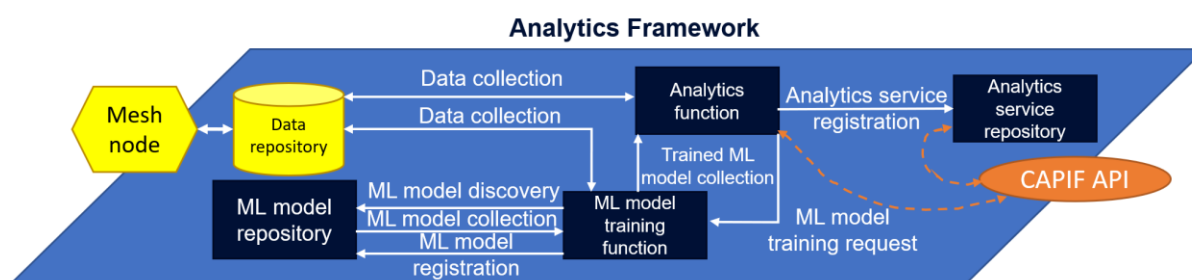 Analytics Framework
Mesh
node
Data
repository
Data collection
Data collection
Analytics
function
Analytics service
registration
Analytics
service
repository
Trained ML
model collection
CAPIF API
ML model
repository
ML model discovery
ML model collection
ML model
registration
ML model
training
function
ML model
training request